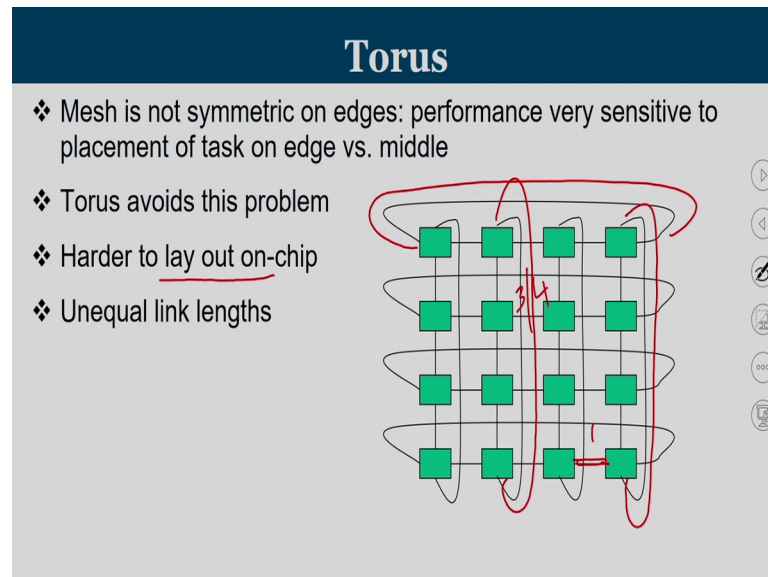 Torus
❖ Mesh is not symmetric on edges: performance very sensitive to
placement of task on edge vs. middle
❖ Torus avoids this problem
❖ Harder to lay out on-chip
❖ Unequal link lengths
3/4
1